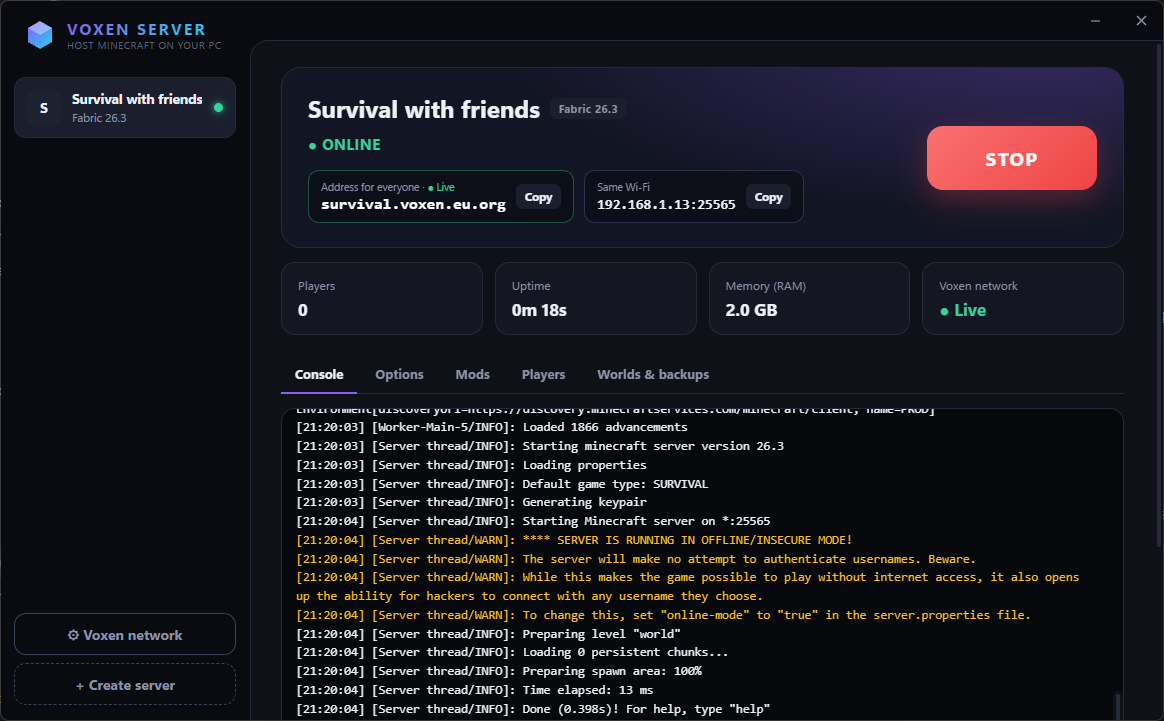 VOXEN SERVER
HOST MINECRAFT ON YOUR PC
S
Survival with friends
Fabric 26.3
⚙ Voxen network
+ Create server
Survival with friends
Fabric 26.3
● ONLINE
Address for everyone · ● Live
survival.voxen.eu.org
Copy
Same Wi-Fi
192.168.1.13:25565
Copy
STOP
Players
0
Uptime
0m 18s
Memory (RAM)
2.0 GB
Voxen network
● Live
Console
Options
Mods
Players
Worlds & backups
Environment[discoveryUrl=https://discovery.minecraftservices.com/minecraft/client, name=PROD]
[21:20:03] [Worker-Main-5/INFO]: Loaded 1866 advancements
[21:20:03] [Server thread/INFO]: Starting minecraft server version 26.3
[21:20:03] [Server thread/INFO]: Loading properties
[21:20:03] [Server thread/INFO]: Default game type: SURVIVAL
[21:20:03] [Server thread/INFO]: Generating keypair
[21:20:04] [Server thread/INFO]: Starting Minecraft server on *:25565
[21:20:04] [Server thread/WARN]: **** SERVER IS RUNNING IN OFFLINE/INSECURE MODE!
[21:20:04] [Server thread/WARN]: The server will make no attempt to authenticate usernames. Beware.
[21:20:04] [Server thread/WARN]: While this makes the game possible to play without internet access, it also opens
up the ability for hackers to connect with any username they choose.
[21:20:04] [Server thread/WARN]: To change this, set "online-mode" to "true" in the server.properties file.
[21:20:04] [Server thread/INFO]: Preparing level "world"
[21:20:04] [Server thread/INFO]: Loading 0 persistent chunks...
[21:20:04] [Server thread/INFO]: Preparing spawn area: 100%
[21:20:04] [Server thread/INFO]: Time elapsed: 13 ms
[21:20:04] [Server thread/INFO]: Done (0.398s)! For help, type "help"